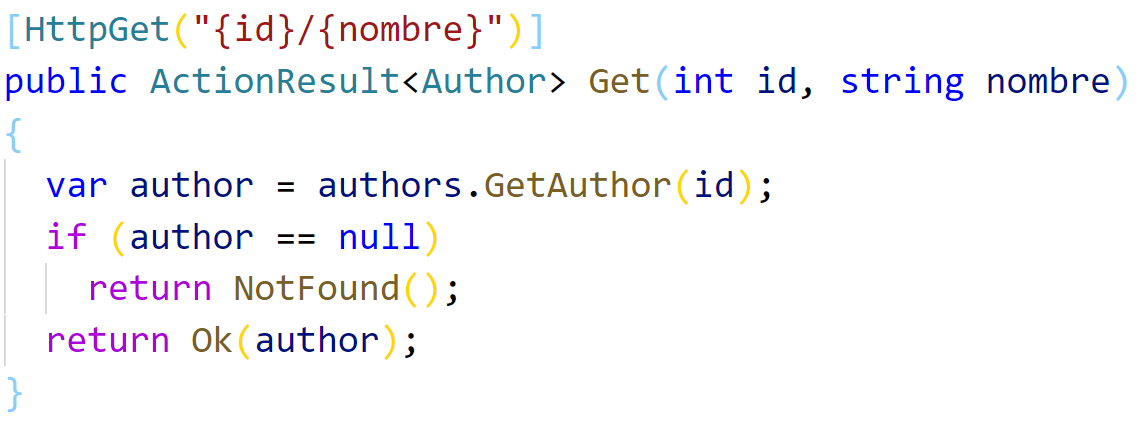 [HttpGet("{id}/{nombre}")]
public ActionResult<Author> Get(int id, string nombre)
{
  var author = authors.GetAuthor(id);
  if (author == null)
    return NotFound();
  return Ok(author);
}